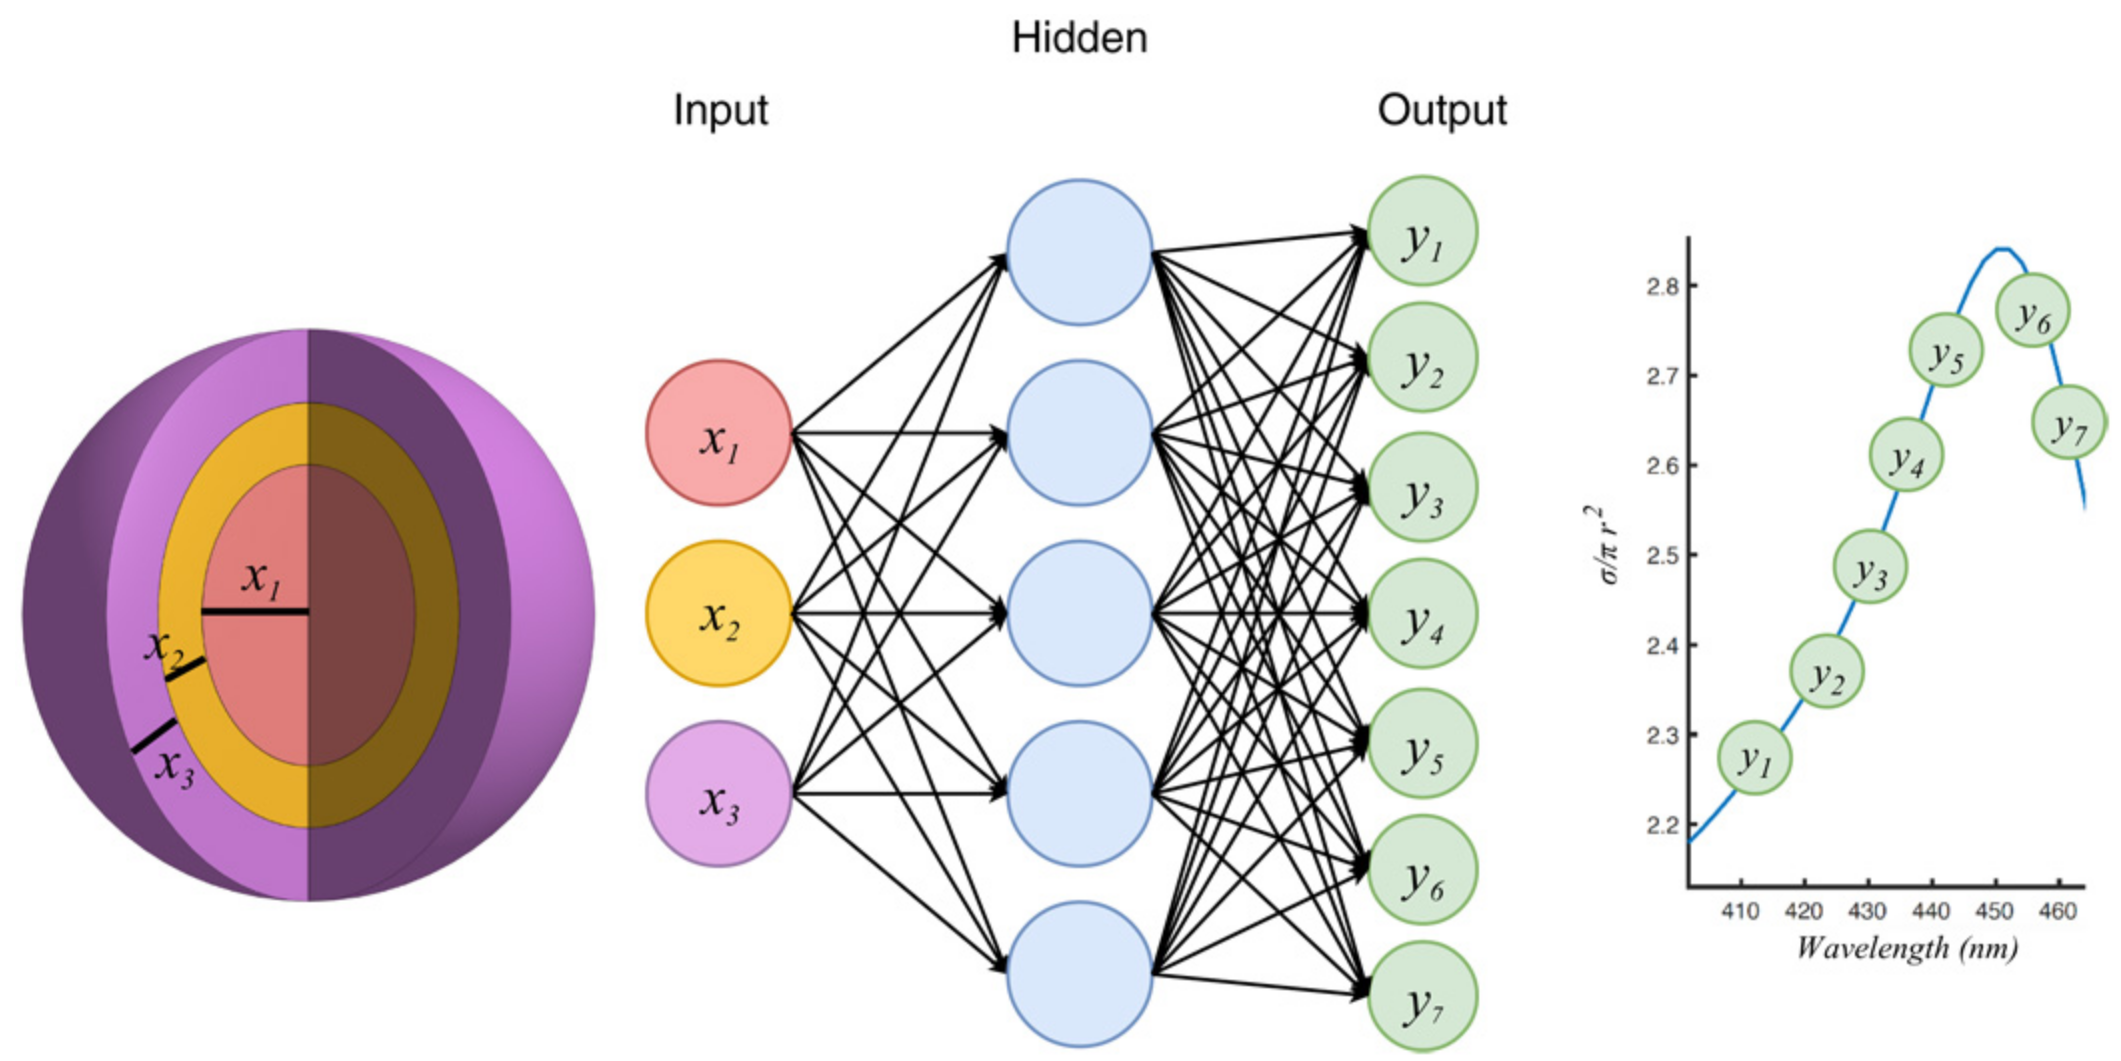 Hidden
Input
Output
x1
x2
x3
x1
x2
x3
y1
y2
y3
y4
y5
y6
y7
2.8
2.7
2.6
2.5
2.4
2.3
2.2
σ/π r²
y1
y2
y3
y4
y5
y6
y7
410 420 430 440 450 460
Wavelength (nm)